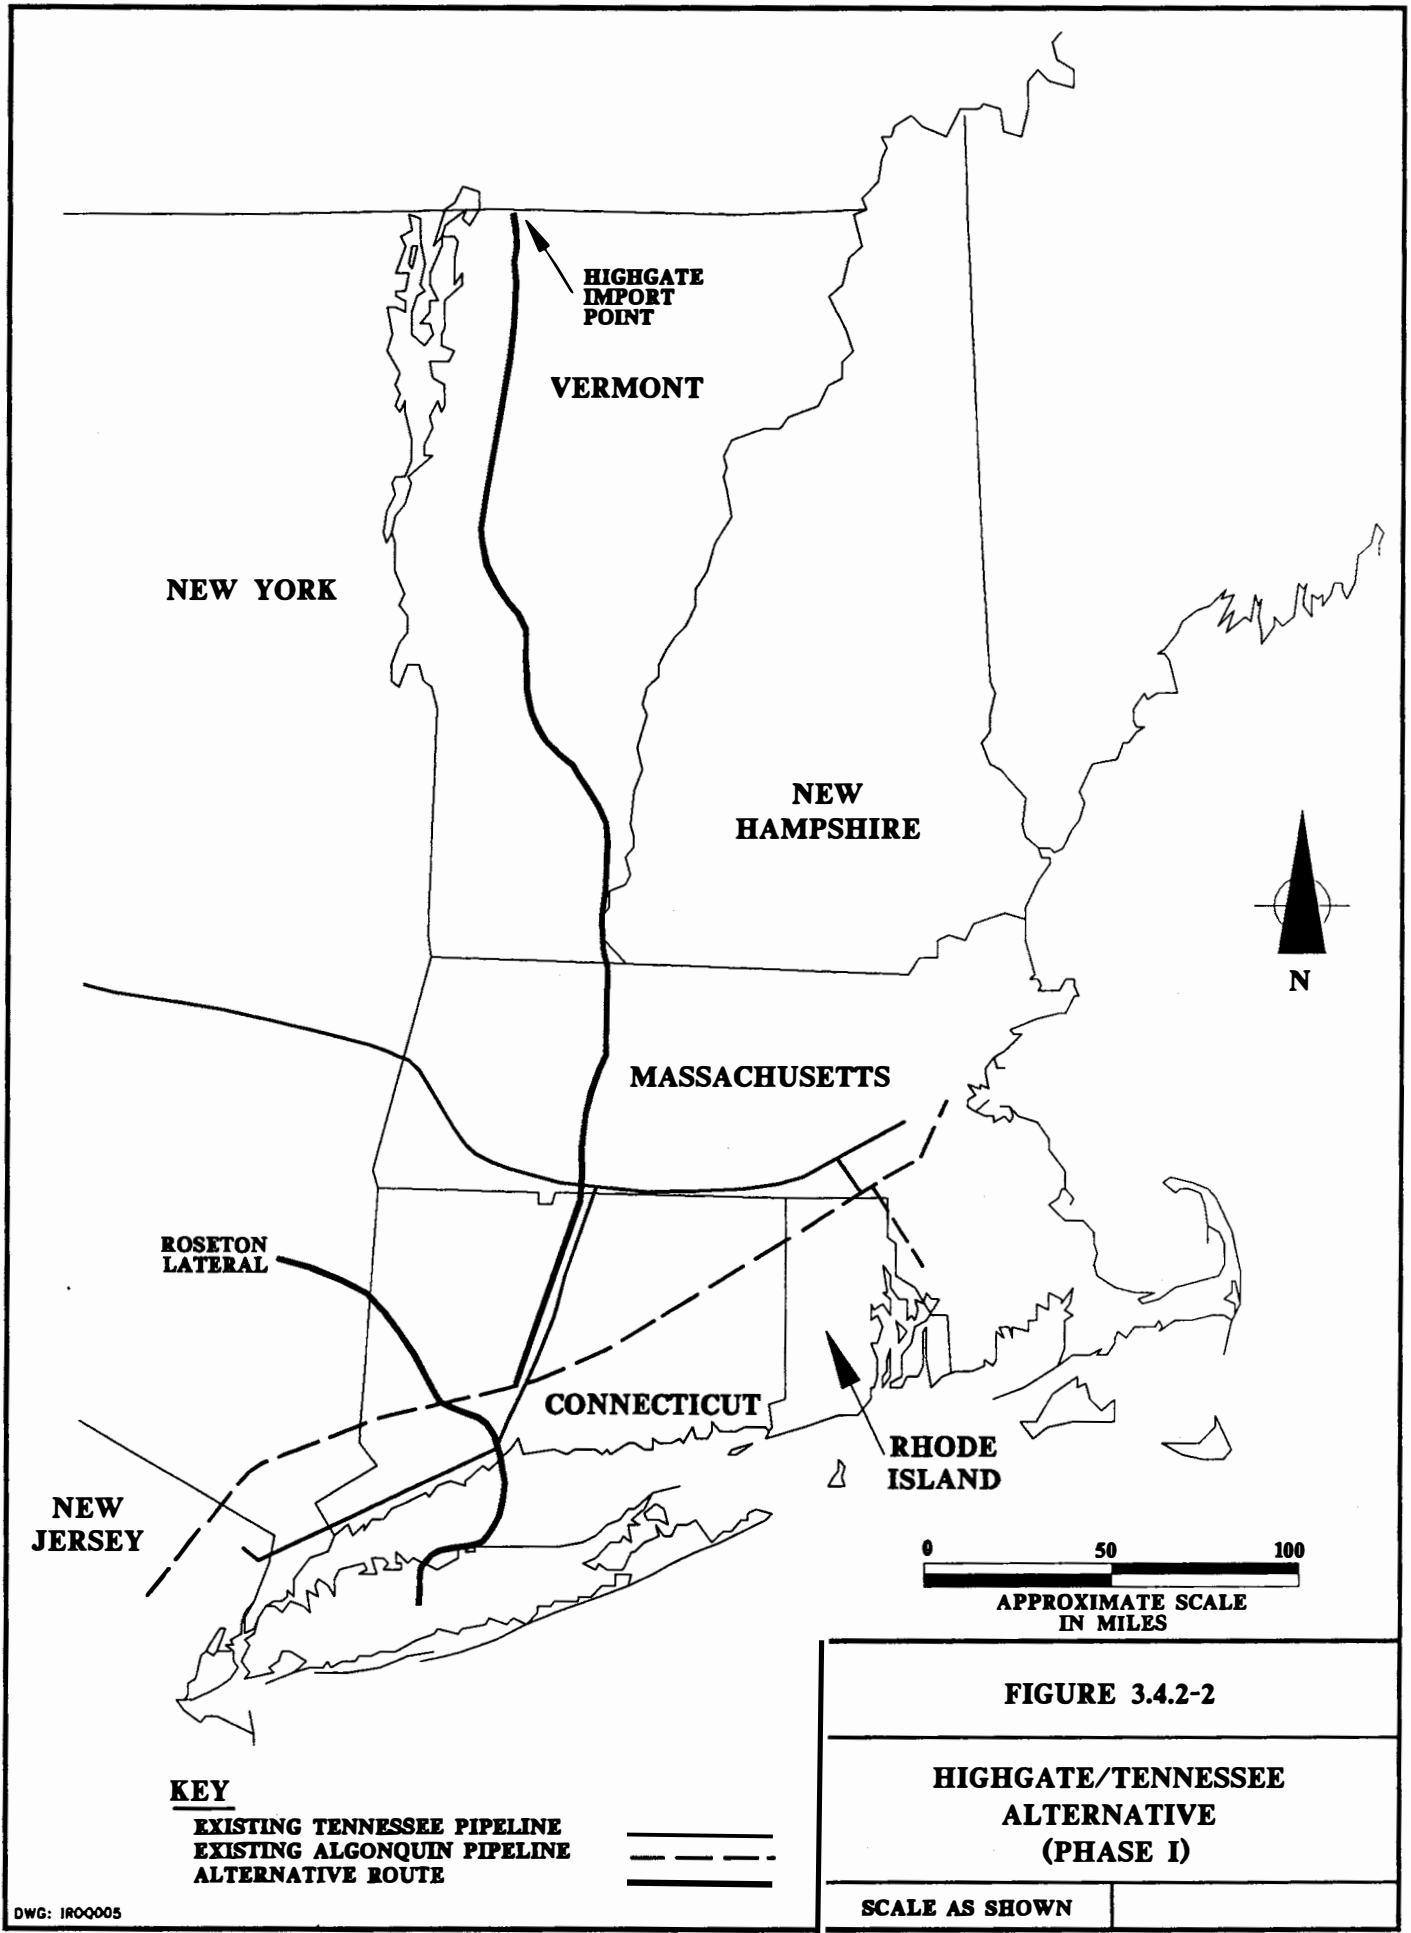 HIGHGATE
IMPORT
POINT
VERMONT
NEW YORK
NEW
HAMPSHIRE
N
MASSACHUSETTS
ROSETON
LATERAL
CONNECTICUT
RHODE
ISLAND
NEW
JERSEY
0 50 100
APPROXIMATE SCALE
IN MILES
FIGURE 3.4.2-2
HIGHGATE/TENNESSEE
ALTERNATIVE
(PHASE I)
SCALE AS SHOWN
KEY
EXISTING TENNESSEE PIPELINE
EXISTING ALGONQUIN PIPELINE
ALTERNATIVE ROUTE
DWG: IROQ005